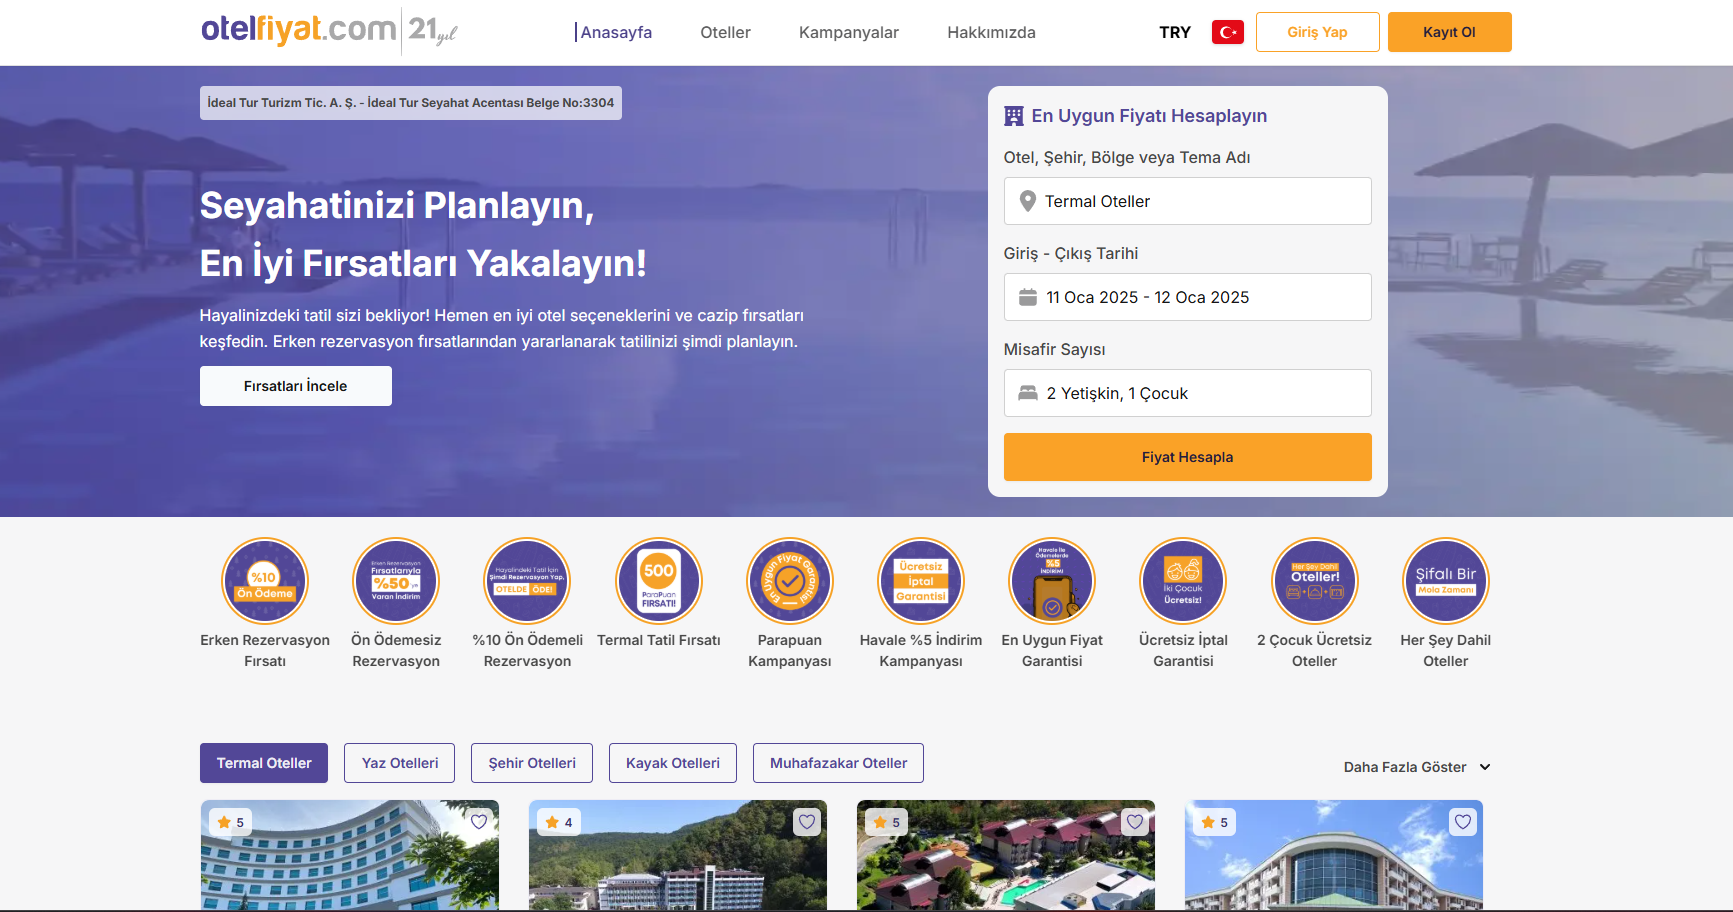 otelfiyat.com 21yıl
Anasayfa
Oteller
Kampanyalar
Hakkımızda
TRY
Giriş Yap
Kayıt Ol
İdeal Tur Turizm Tic. A. Ş. - İdeal Tur Seyahat Acentası Belge No:3304
Seyahatinizi Planlayın,
En İyi Fırsatları Yakalayın!
Hayalinizdeki tatil sizi bekliyor! Hemen en iyi otel seçeneklerini ve cazip fırsatları
keşfedin. Erken rezervasyon fırsatlarından yararlanarak tatilinizi şimdi planlayın.
Fırsatları İncele
En Uygun Fiyatı Hesaplayın
Otel, Şehir, Bölge veya Tema Adı
Termal Oteller
Giriş - Çıkış Tarihi
11 Oca 2025 - 12 Oca 2025
Misafir Sayısı
2 Yetişkin, 1 Çocuk
Fiyat Hesapla
%10
Ön Ödeme
Erken Rezervasyon
Fırsatı
Erken Rezervasyon
Fırsatlarıyla
%50 ye
Varan İndirim
Ön Ödemesiz
Rezervasyon
Hayalindeki Tatil İçin
Şimdi Rezervasyon Yap,
OTELDE ÖDE!
%10 Ön Ödemeli
Rezervasyon
500
ParaPuan
FIRSATI!
Termal Tatil Fırsatı
En Uygun Fiyat Garantisi
Parapuan
Kampanyası
Ücretsiz
İptal
Garantisi
Havale %5 İndirim
Kampanyası
Havale İle
Ödemelerde
%5
İNDİRİM!
En Uygun Fiyat
Garantisi
İki Çocuk
Ücretsiz!
Ücretsiz İptal
Garantisi
Her Şey Dahil
Oteller!
2 Çocuk Ücretsiz
Oteller
Şifalı Bir
Mola Zamanı
Her Şey Dahil
Oteller
Termal Oteller
Yaz Otelleri
Şehir Otelleri
Kayak Otelleri
Muhafazakar Oteller
Daha Fazla Göster
5
4
5
5